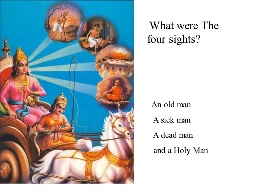 What were The
four sights?
An old man
A sick man
A dead man
and a Holy Man